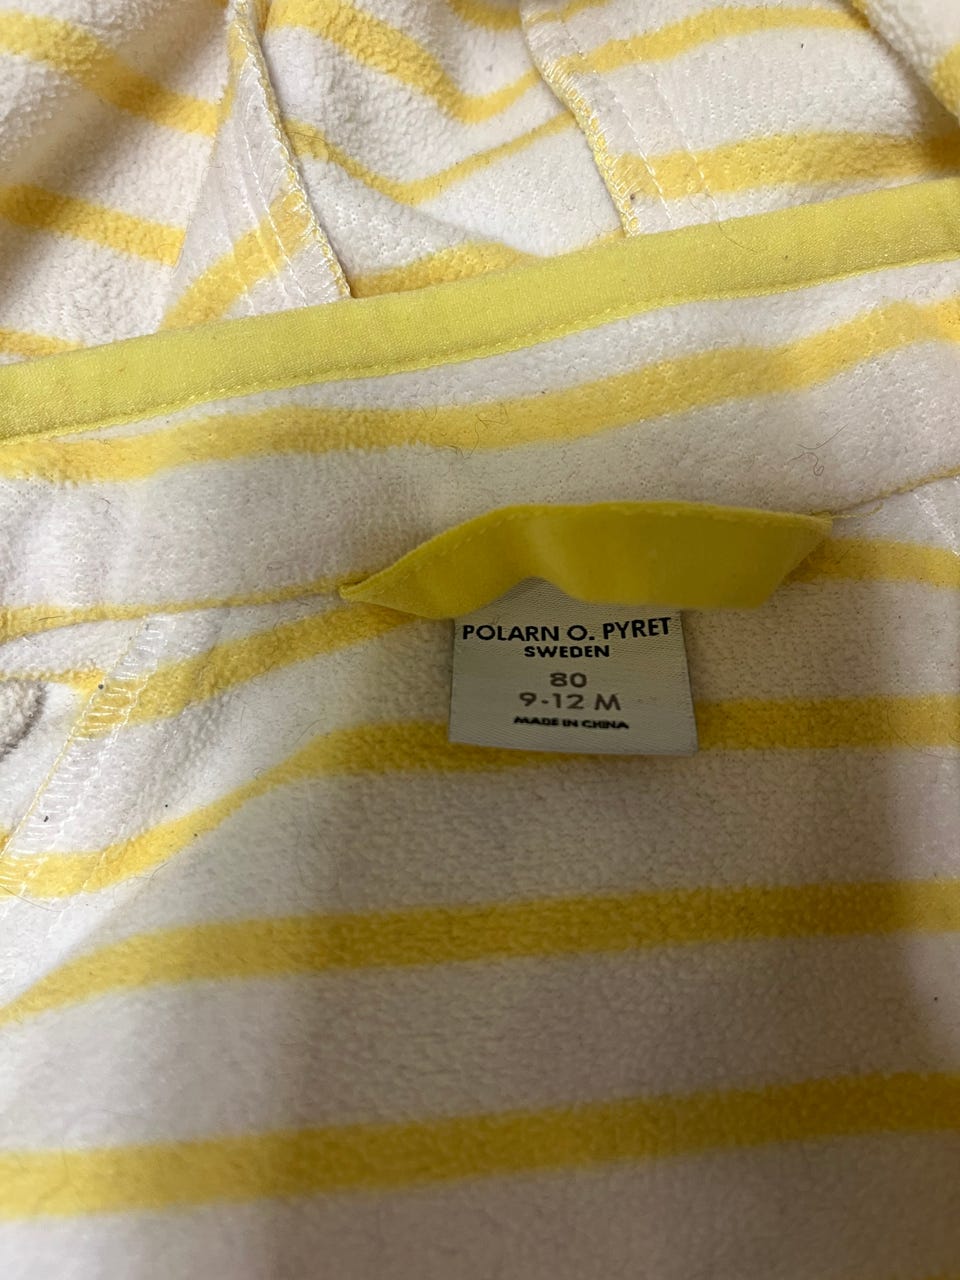 POLARN O. PYRET
SWEDEN
80
9-12 M
MADE IN CHINA